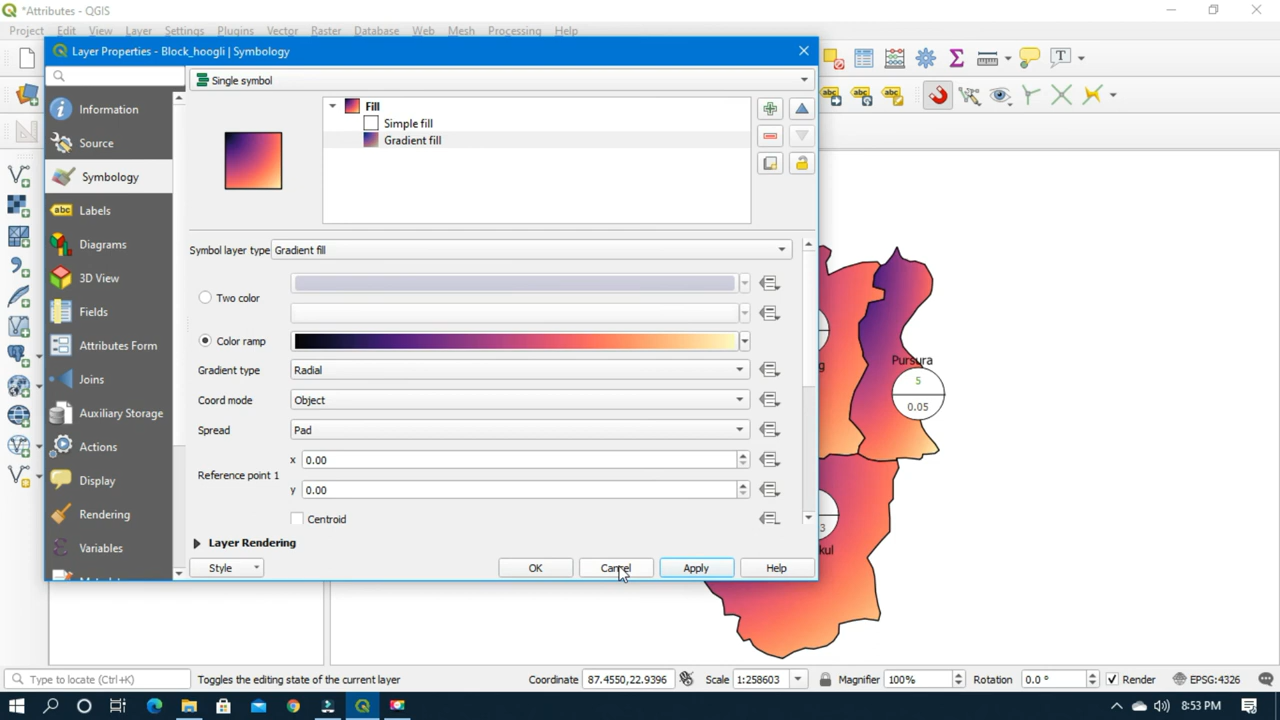 *Attributes - QGIS
Project Edit View Layer Settings Plugins Vector Raster Database Web Mesh Processing Help
Layer Properties - Block_hoogli | Symbology
Single symbol
Information
Source
Symbology
Labels
Diagrams
3D View
Fields
Attributes Form
Joins
Auxiliary Storage
Actions
Display
Rendering
Variables
Fill
Simple fill
Gradient fill
Symbol layer type Gradient fill
Two color
Color ramp
Gradient type Radial
Coord mode Object
Spread Pad
Reference point 1
x 0.00
y 0.00
Centroid
Layer Rendering
Style OK Cancel Apply Help
Pursura
5
0.05
g
3
kul
Type to locate (Ctrl+K) Toggles the editing state of the current layer Coordinate 87.4550,22.9396 Scale 1:258603 Magnifier 100% Rotation 0.0 ° Render EPSG:4326
8:53 PM